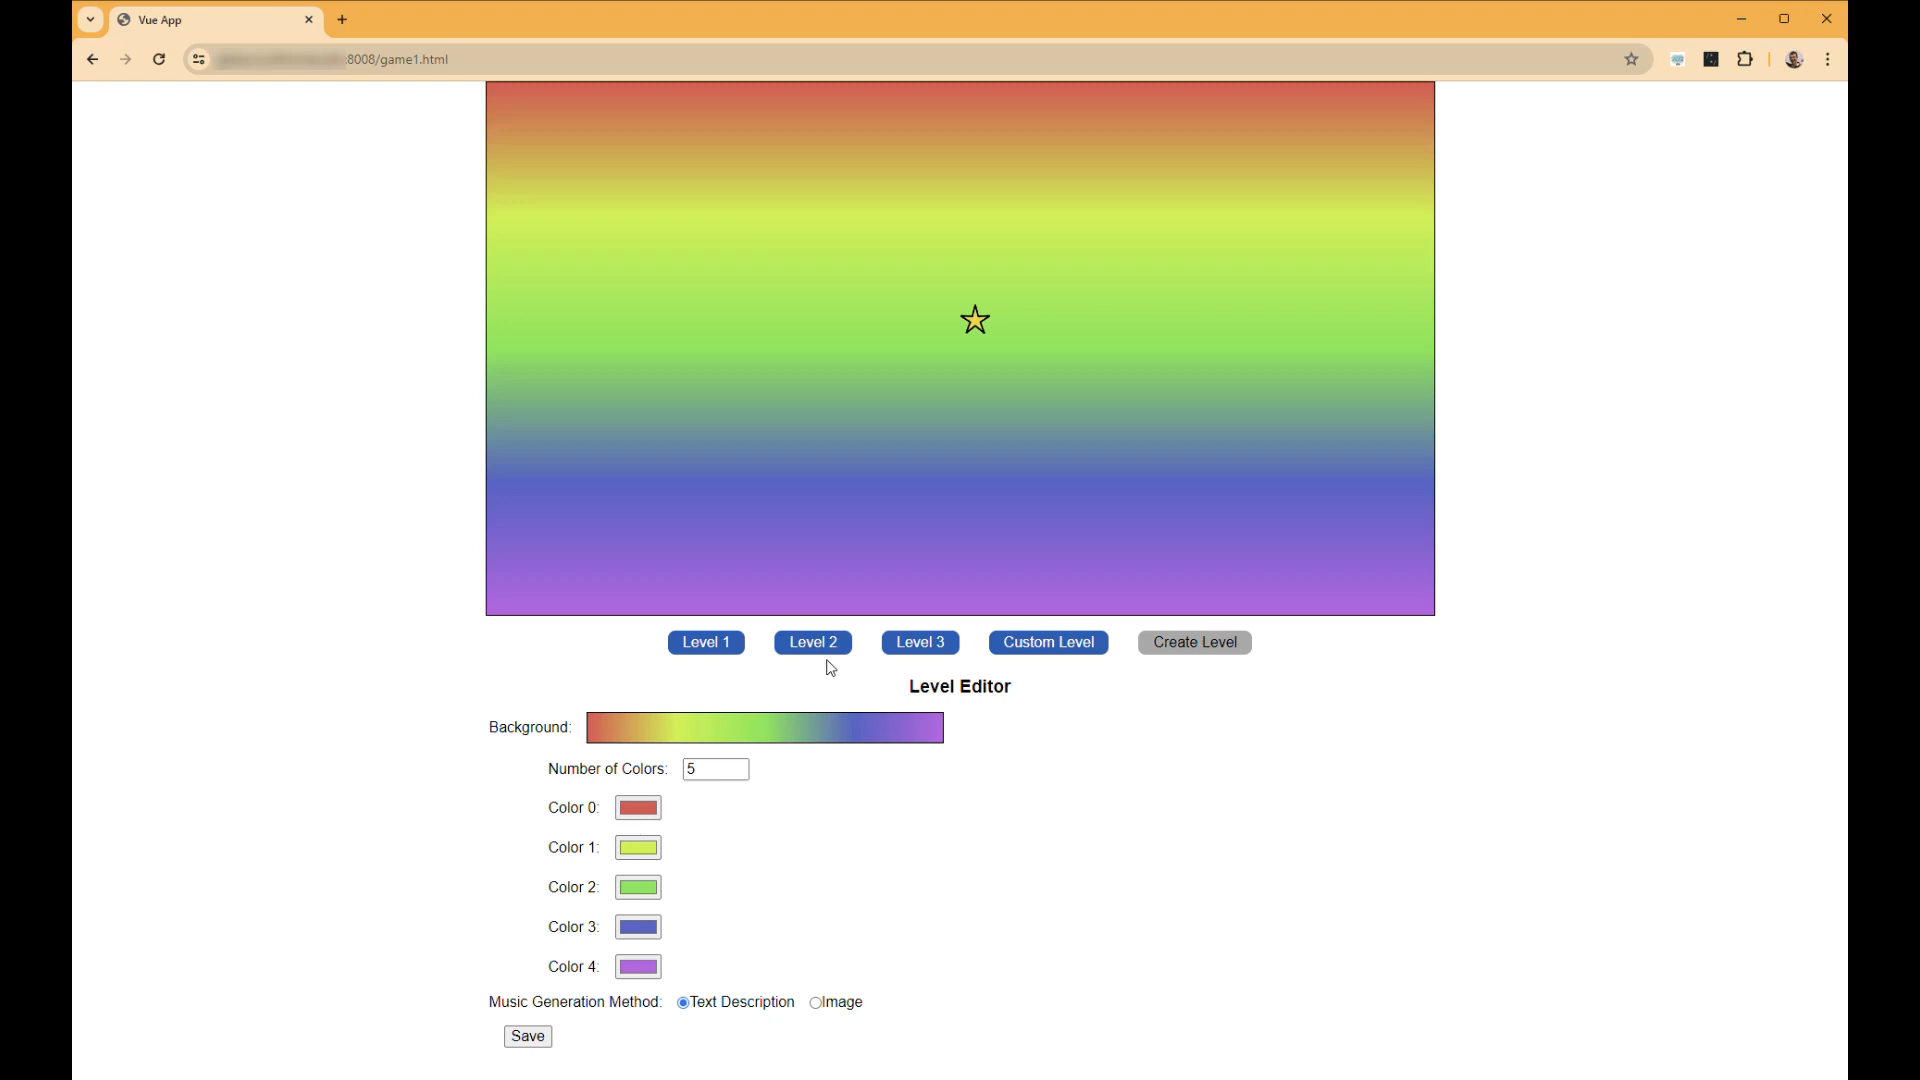 Vue App
:8008/game1.html
Level 1 Level 2 Level 3 Custom Level Create Level
Level Editor
Background:
Number of Colors: 5
Color 0:
Color 1:
Color 2:
Color 3:
Color 4:
Music Generation Method: Text Description Image
Save